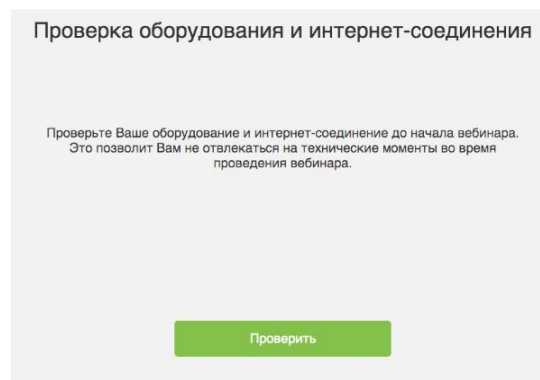 Проверка оборудования и интернет-соединения
Проверьте Ваше оборудование и интернет-соединение до начала вебинара.
Это позволит Вам не отвлекаться на технические моменты во время
проведения вебинара.
Проверить